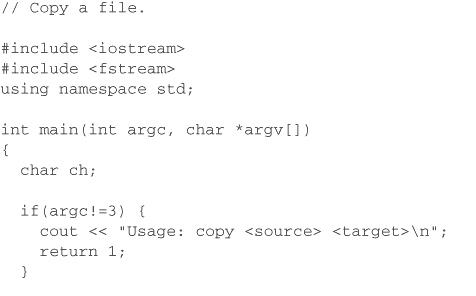 // Copy a file.
#include <iostream>
#include <fstream>
using namespace std;
int main(int argc, char *argv[])
{
  char ch;
  if(argc!=3) {
    cout << "Usage: copy <source> <target>\n";
    return 1;
  }